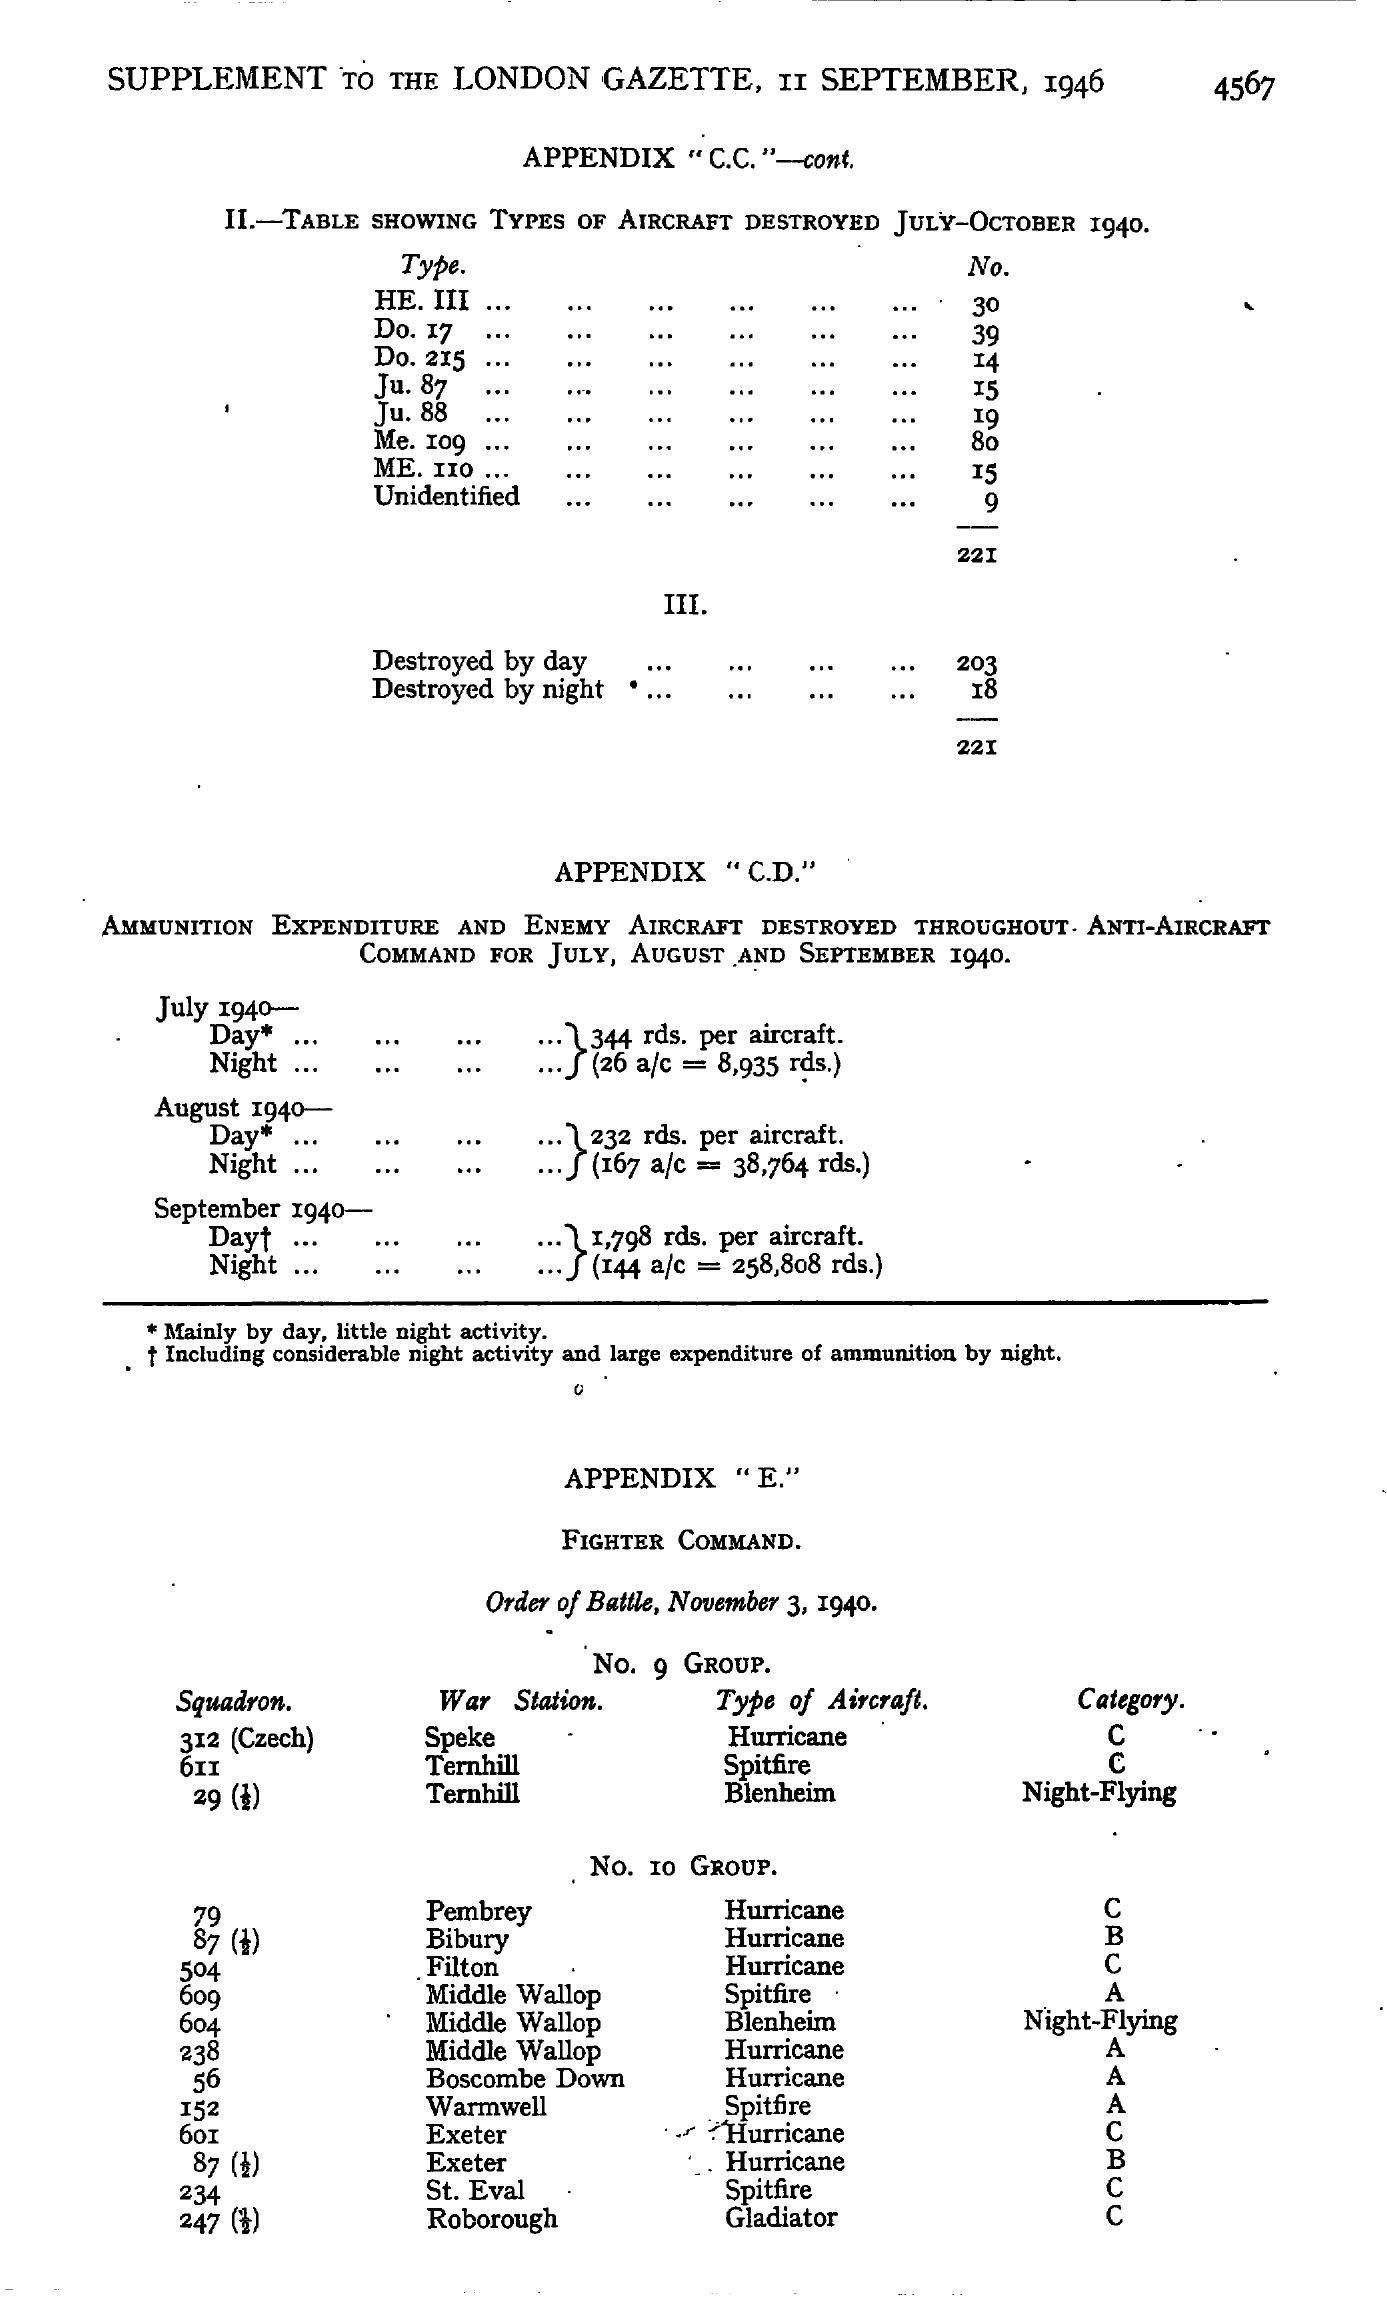 SUPPLEMENT TO THE LONDON GAZETTE, 11 SEPTEMBER, 1946 4567
APPENDIX "C.C."—cont.
II.—TABLE SHOWING TYPES OF AIRCRAFT DESTROYED JULY–OCTOBER 1940.
Type. No.
HE. III ... ... ... ... ... ... 30
Do. 17 ... ... ... ... ... ... 39
Do. 215 ... ... ... ... ... ... 14
Ju. 87 ... ... ... ... ... ... 15
Ju. 88 ... ... ... ... ... ... 19
Me. 109 ... ... ... ... ... ... 80
ME. 110 ... ... ... ... ... ... 15
Unidentified ... ... ... ... ... 9
221
III.
Destroyed by day ... ... ... ... 203
Destroyed by night ... ... ... ... 18
221
APPENDIX "C.D."
AMMUNITION EXPENDITURE AND ENEMY AIRCRAFT DESTROYED THROUGHOUT ANTI-AIRCRAFT
COMMAND FOR JULY, AUGUST AND SEPTEMBER 1940.
July 1940—
Day* ... ... ... ...} 344 rds. per aircraft.
Night ... ... ... ...} (26 a/c = 8,935 rds.)
August 1940—
Day* ... ... ... ...} 232 rds. per aircraft.
Night ... ... ... ...} (167 a/c = 38,764 rds.)
September 1940—
Day† ... ... ... ...} 1,798 rds. per aircraft.
Night ... ... ... ...} (144 a/c = 258,808 rds.)
* Mainly by day, little night activity.
† Including considerable night activity and large expenditure of ammunition by night.
APPENDIX "E."
FIGHTER COMMAND.
Order of Battle, November 3, 1940.
No. 9 GROUP.
Squadron. War Station. Type of Aircraft. Category.
312 (Czech) Speke Hurricane C
611 Ternhill Spitfire C
29 (½) Ternhill Blenheim Night-Flying
No. 10 GROUP.
79 Pembrey Hurricane C
87 (½) Bibury Hurricane B
504 Filton Hurricane C
609 Middle Wallop Spitfire A
604 Middle Wallop Blenheim Night-Flying
238 Middle Wallop Hurricane A
56 Boscombe Down Hurricane A
152 Warmwell Spitfire A
601 Exeter Hurricane C
87 (½) Exeter Hurricane B
234 St. Eval Spitfire C
247 (½) Roborough Gladiator C